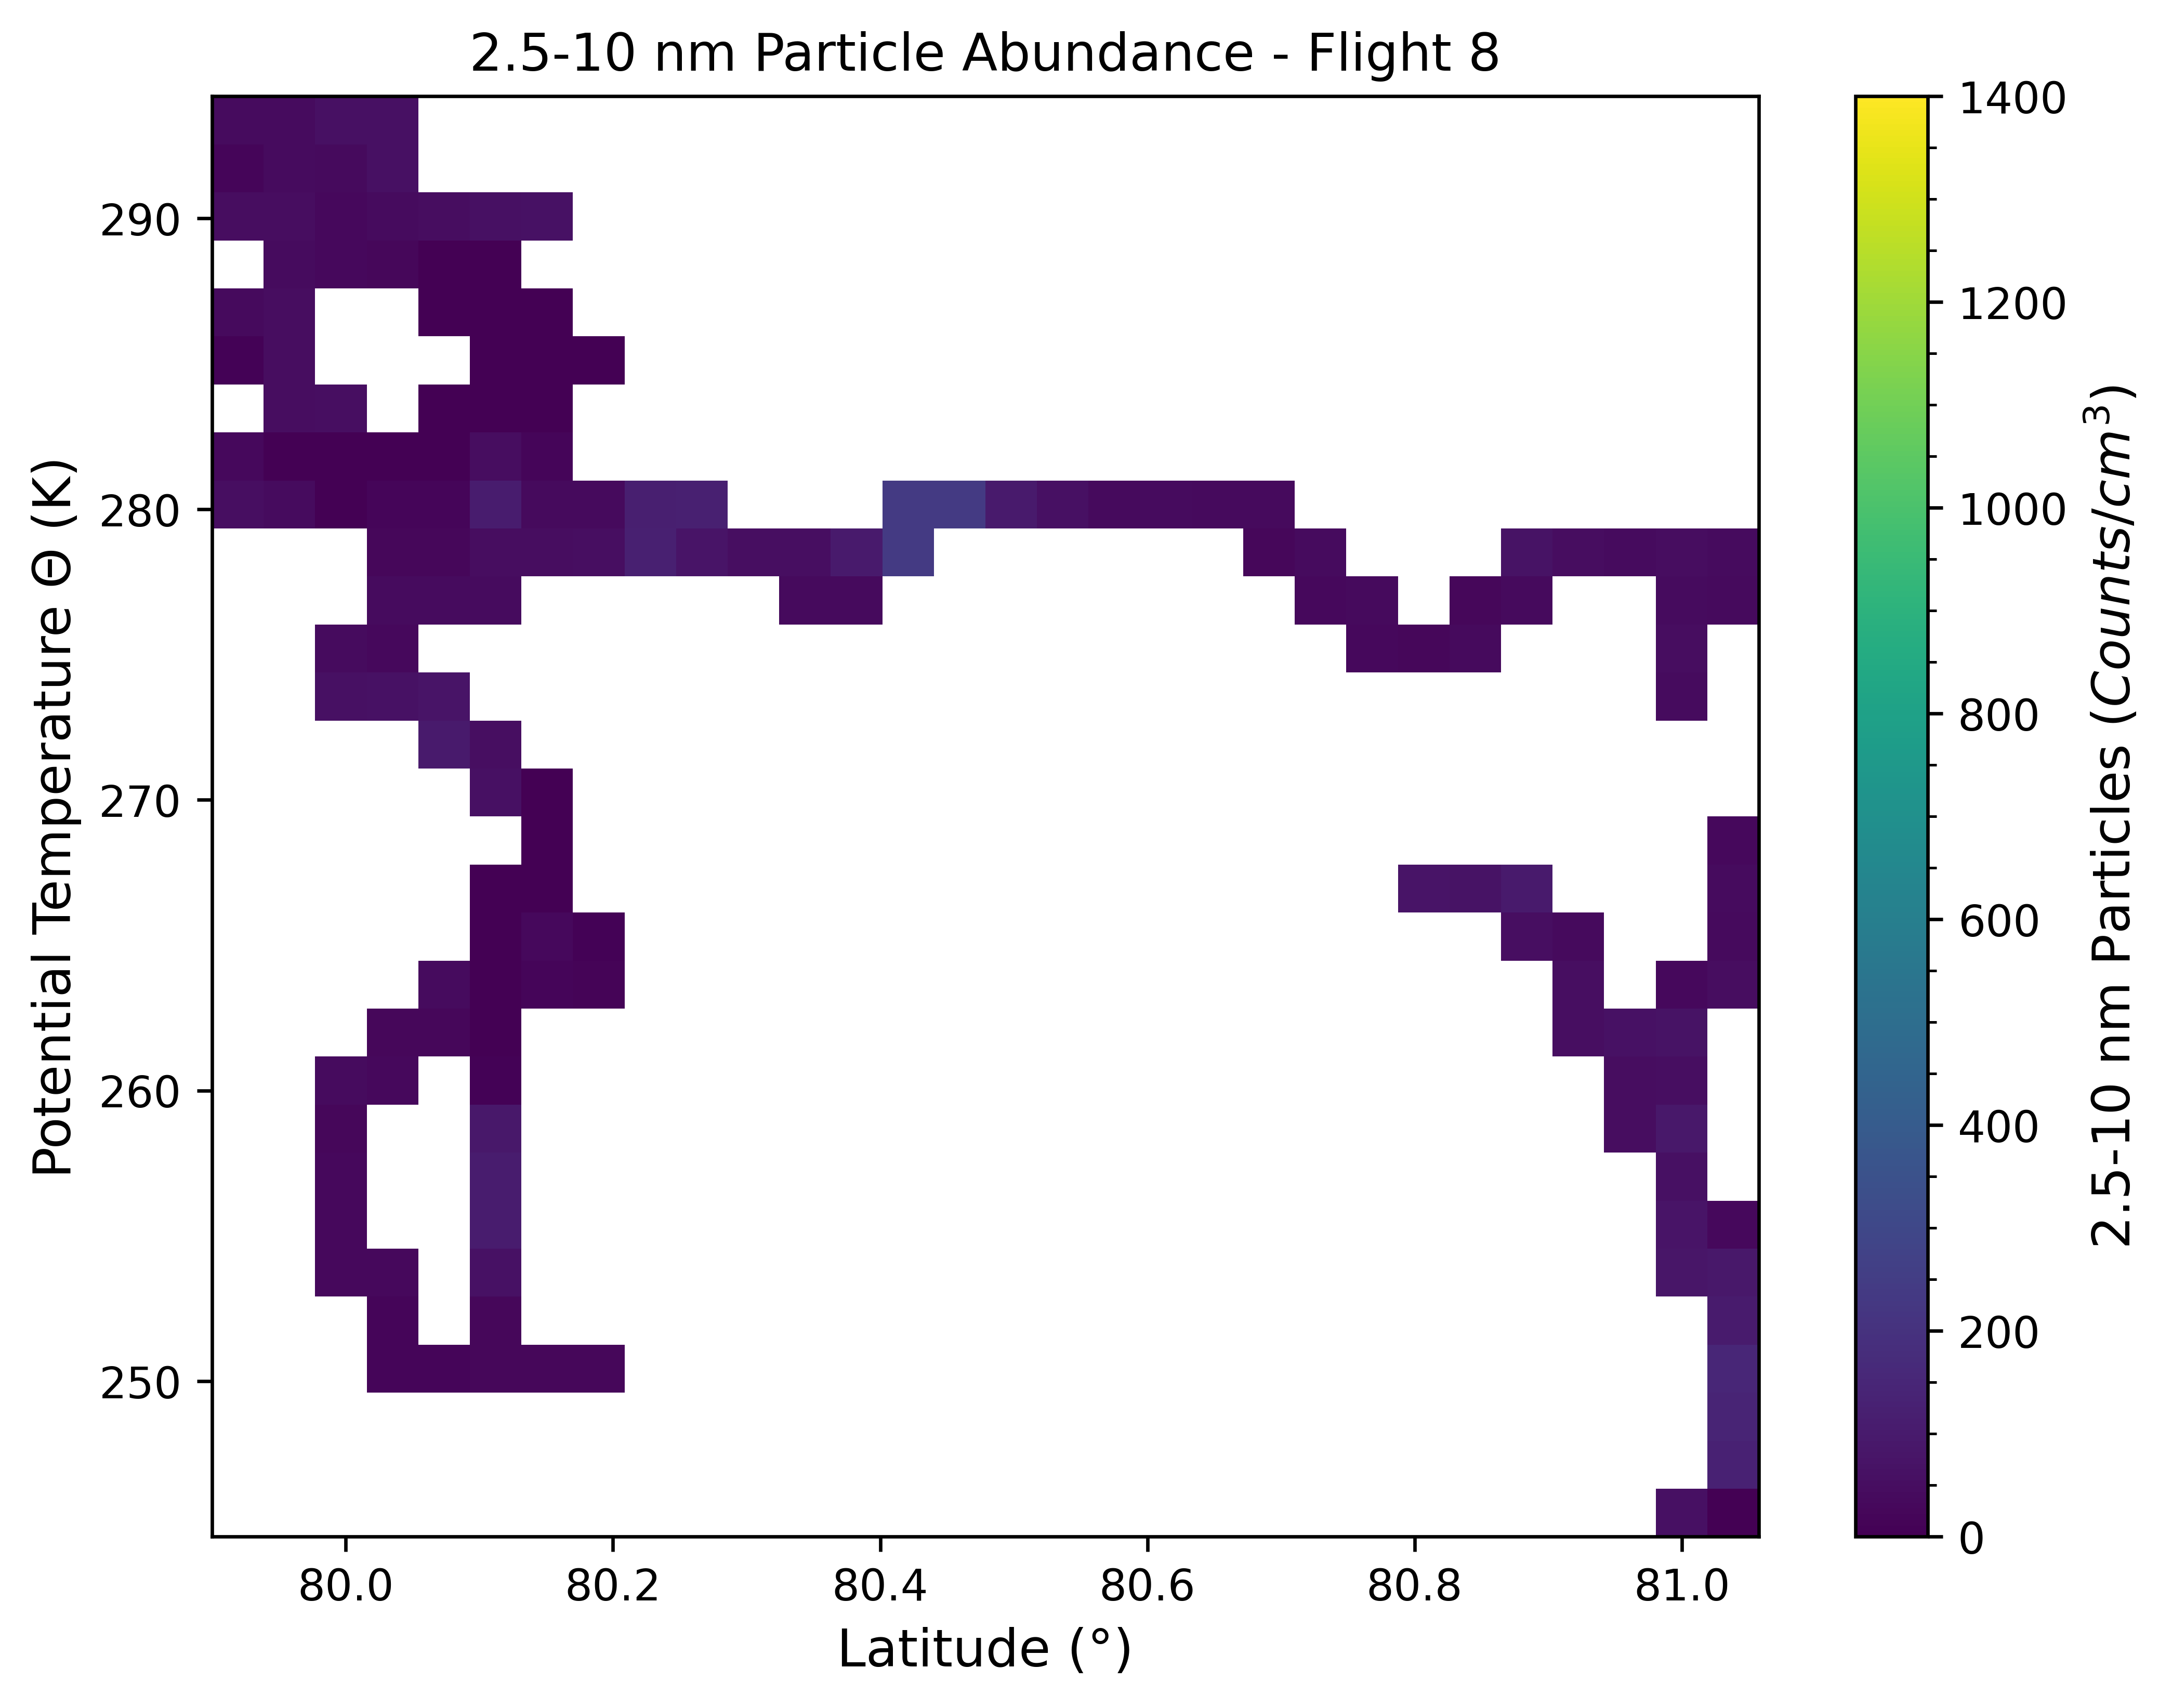 2.5-10 nm Particle Abundance - Flight 8
Potential Temperature Θ (K)
290
280
270
260
250
80.0 80.2 80.4 80.6 80.8 81.0
Latitude (°)
1400
1200
1000
800
600
400
200
0
2.5-10 nm Particles (Counts/cm³)